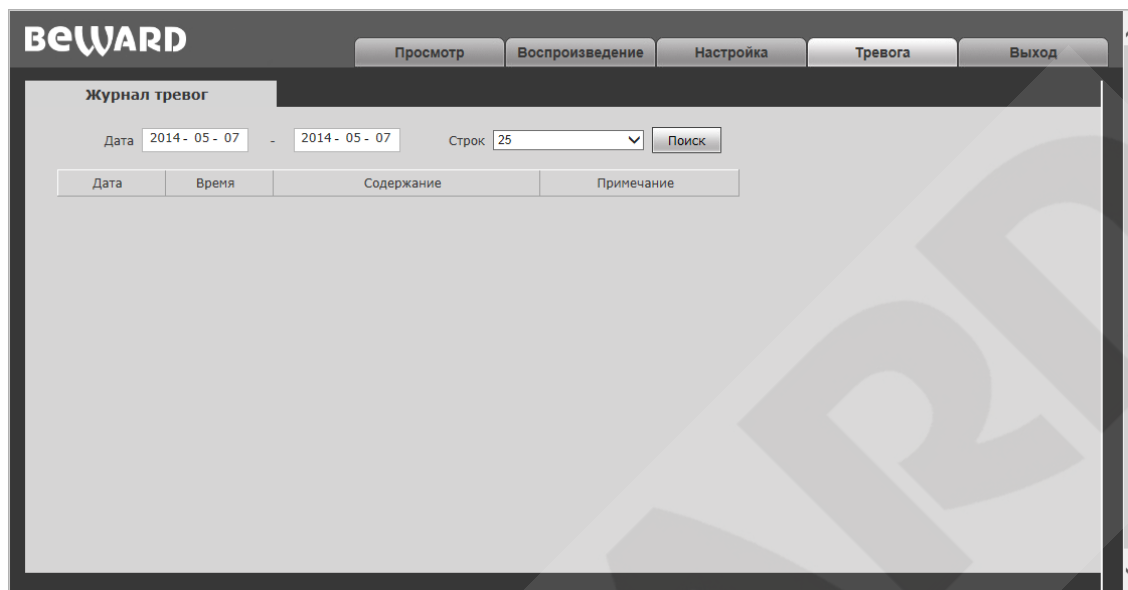 BEWARD
Просмотр Воспроизведение Настройка Тревога Выход
Журнал тревог
Дата 2014 - 05 - 07 - 2014 - 05 - 07 Строк 25 Поиск
Дата Время Содержание Примечание
ARD